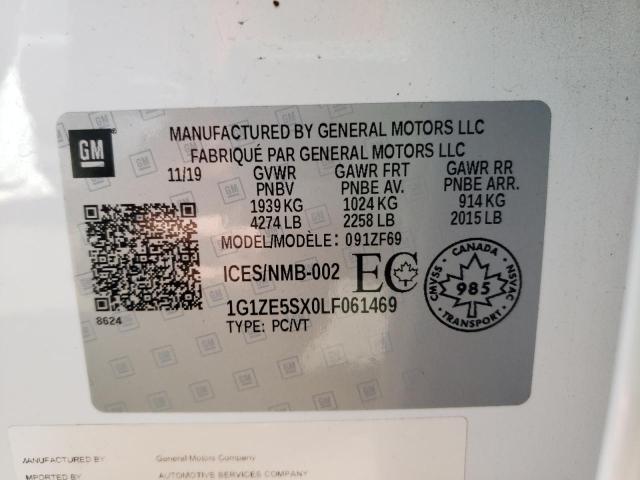 GM
MANUFACTURED BY GENERAL MOTORS LLC
FABRIQUÉ PAR GENERAL MOTORS LLC
11/19 GVWR GAWR FRT GAWR RR
PNBV PNBE AV. PNBE ARR.
1939 KG 1024 KG 914 KG
4274 LB 2258 LB 2015 LB
MODEL/MODÈLE: 091ZF69
ICES/NMB-002 EC
CANADA
CMVSS 985 NSVAC
TRANSPORT
8624
1G1ZE5SX0LF061469
TYPE: PC/VT
MANUFACTURED BY General Motors Company
IMPORTED BY AUTOMOTIVE SERVICES COMPANY